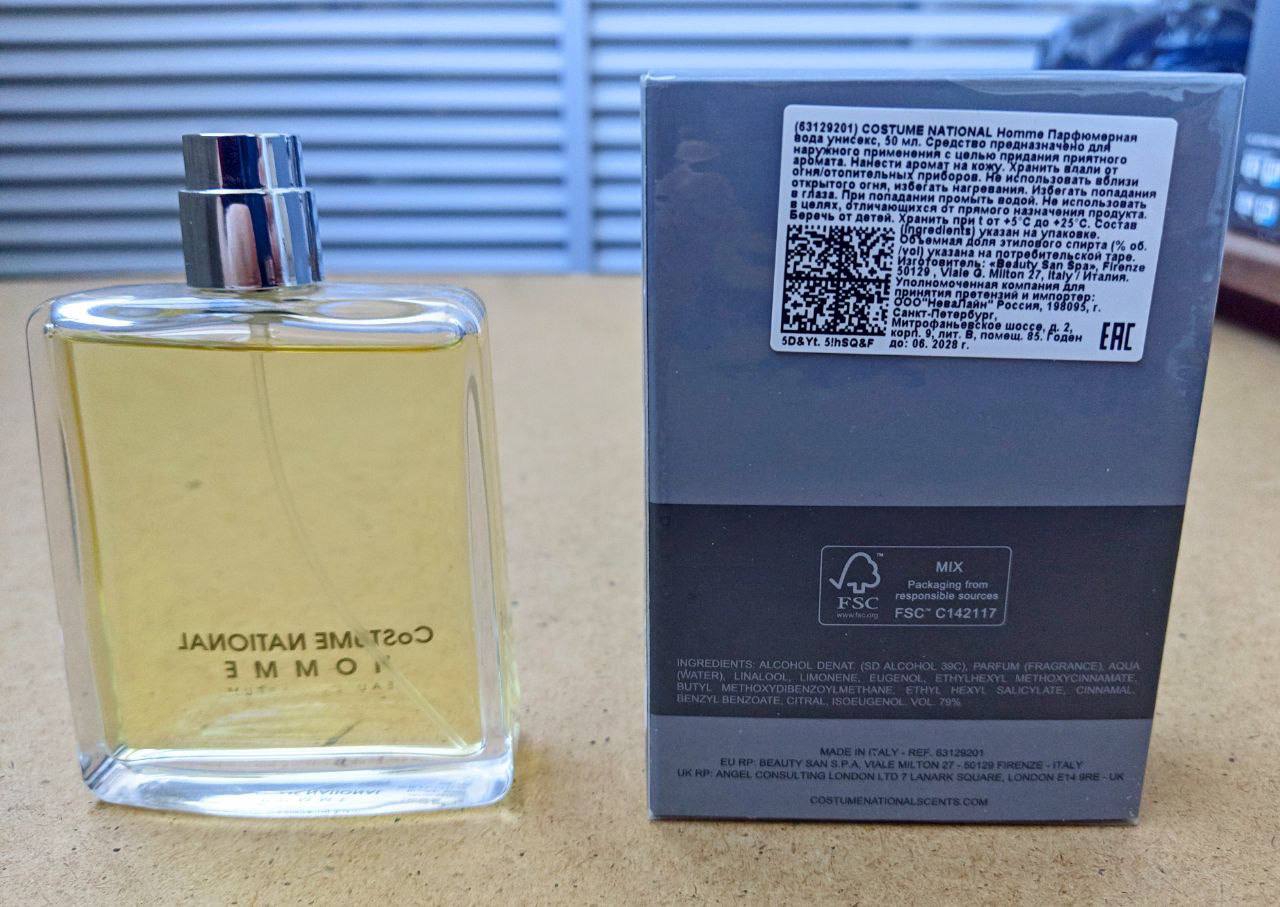 CoSTUME NATIONAL
HOMME
(63129201) COSTUME NATIONAL Homme Парфюмерная
вода унисекс, 50 мл. Средство предназначено для
наружного применения с целью придания приятного
аромата. Нанести аромат на кожу. Хранить вдали от
огня/отопительных приборов. Не использовать вблизи
открытого огня, избегать нагревания. Избегать попадания
в глаза. При попадании промыть водой. Не использовать
в целях, отличающихся от прямого назначения продукта.
Беречь от детей. Хранить при t от +5°C до +25°C. Состав
(Ingredients) указан на упаковке.
Объемная доля этилового спирта (% об.
/vol) указана на потребительской таре.
Изготовитель: «Beauty San Spa», Firenze
50129 , Viale G. Milton 27, Italy / Италия.
Уполномоченная компания для
принятия претензий и импортер:
ООО"НеваЛайн" Россия, 198095, г.
Санкт-Петербург,
Митрофаньевское шоссе, д. 2,
корп. 9, лит. В, помещ. 85. Годен
до: 06. 2028 г.
5D&Yt. 5!hSQ&F
EAC
FSC™
www.fsc.org
MIX
Packaging from
responsible sources
FSC™ C142117
INGREDIENTS: ALCOHOL DENAT. (SD ALCOHOL 39C), PARFUM (FRAGRANCE), AQUA
(WATER), LINALOOL, LIMONENE, EUGENOL, ETHYLHEXYL METHOXYCINNAMATE,
BUTYL METHOXYDIBENZOYLMETHANE, ETHYL HEXYL SALICYLATE, CINNAMAL,
BENZYL BENZOATE, CITRAL, ISOEUGENOL. VOL. 79%
MADE IN ITALY - REF. 63129201
EU RP: BEAUTY SAN S.P.A, VIALE MILTON 27 - 50129 FIRENZE - ITALY
UK RP: ANGEL CONSULTING LONDON LTD 7 LANARK SQUARE, LONDON E14 9RE - UK
COSTUMENATIONALSCENTS.COM